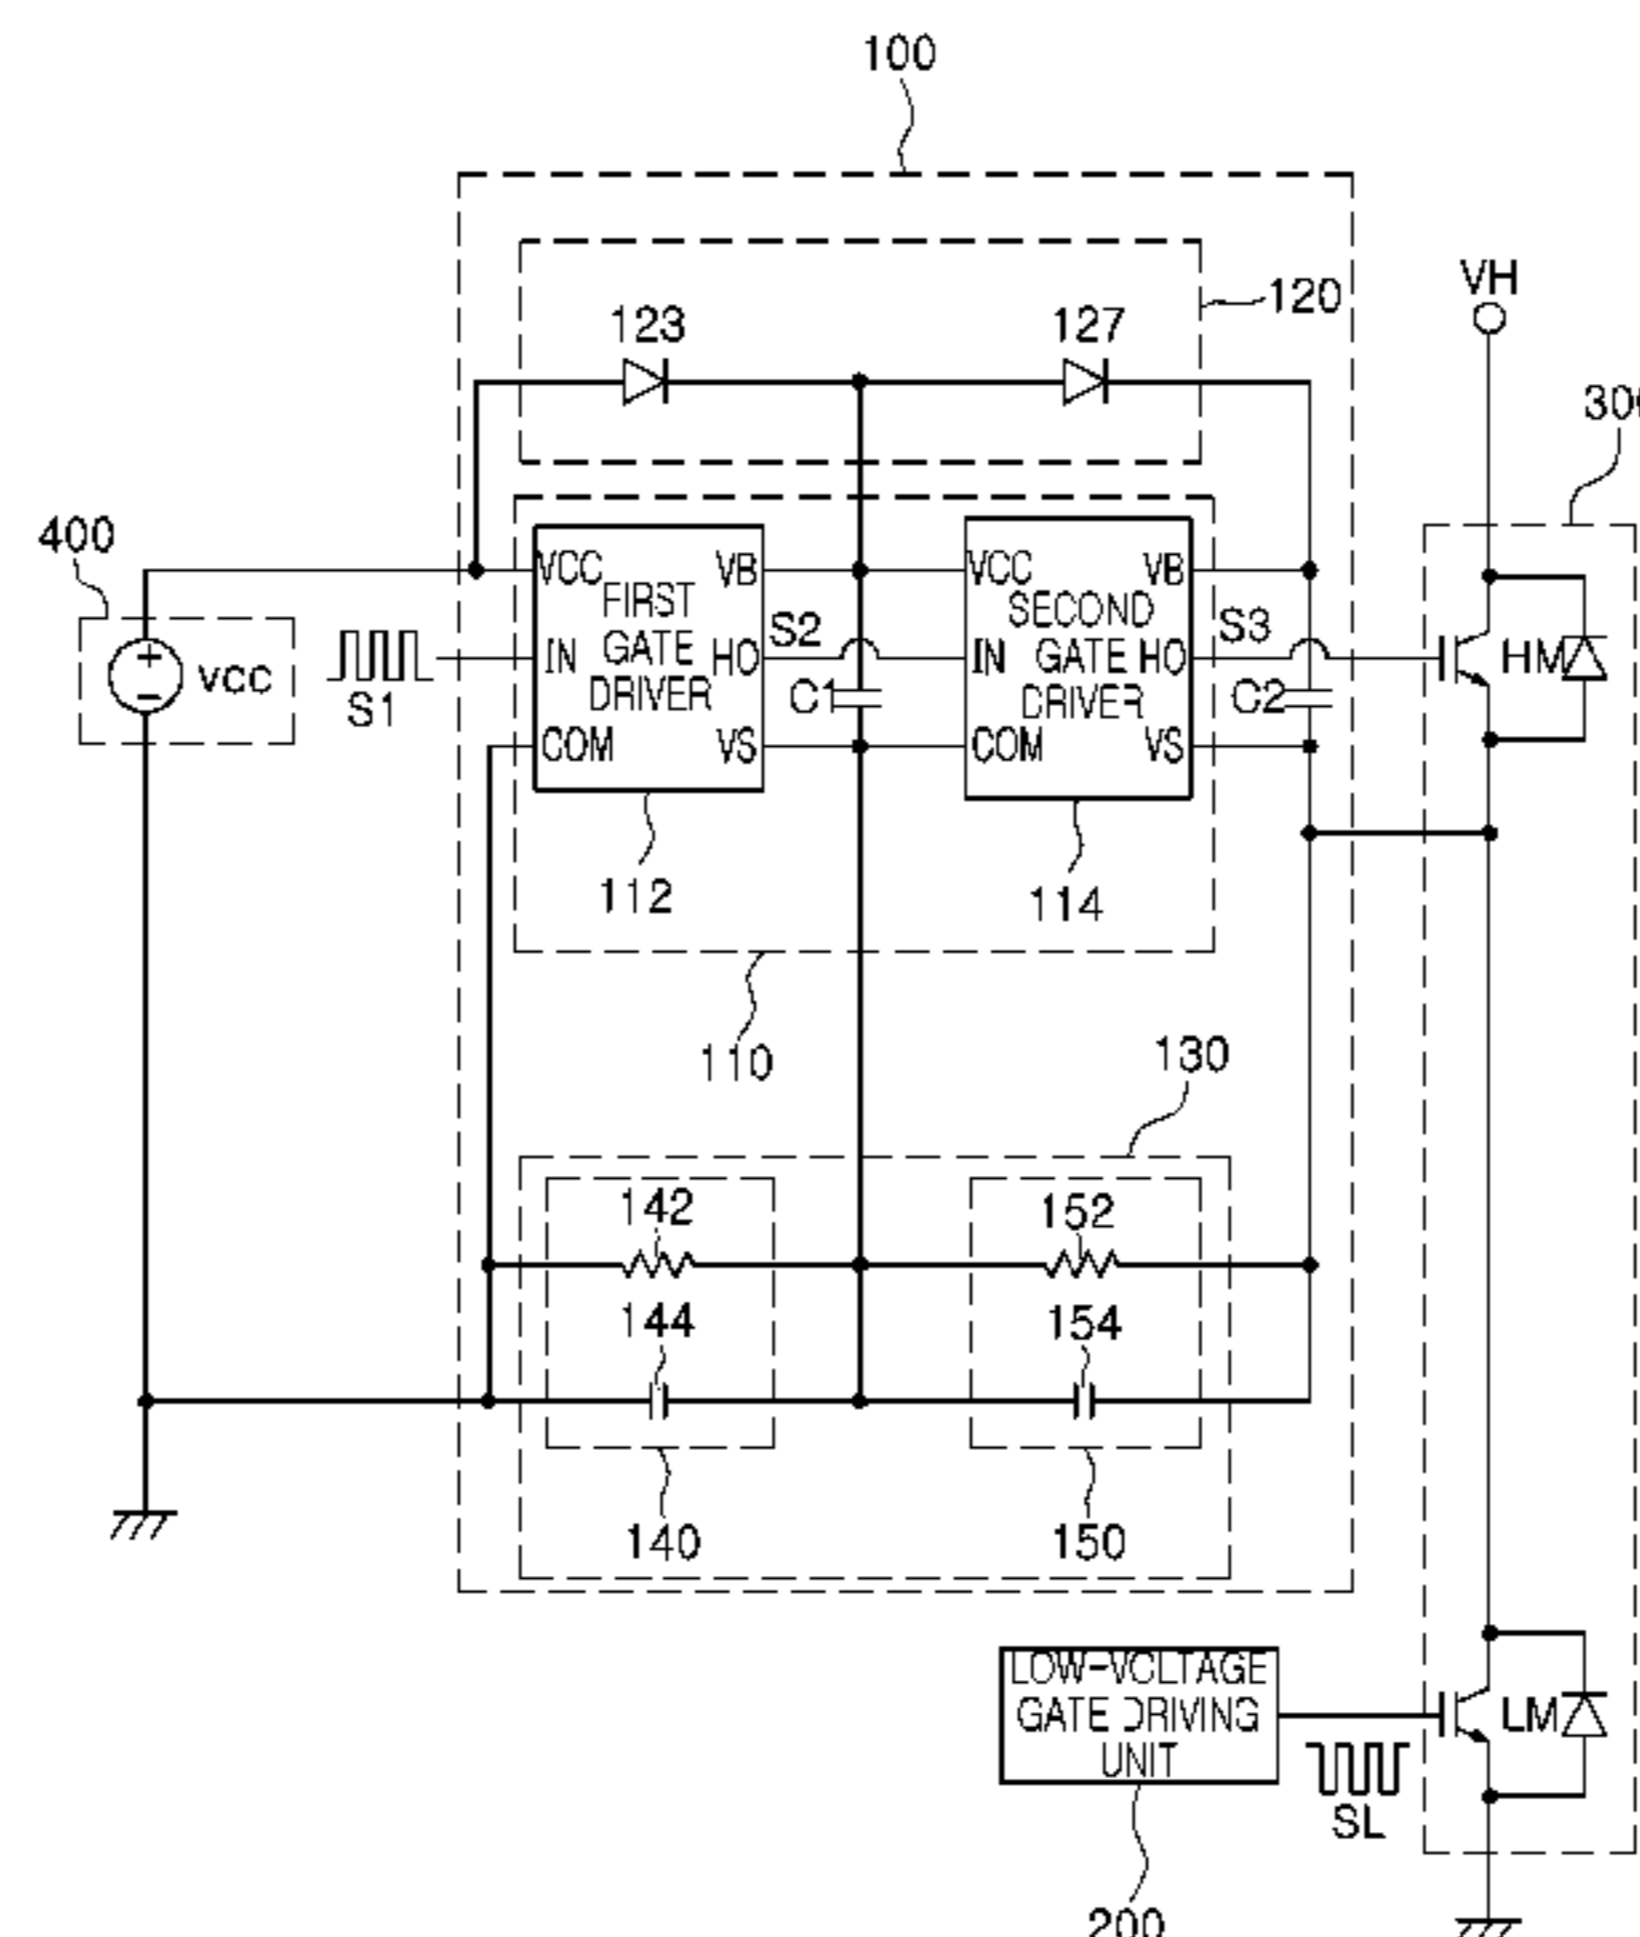 100
120
123
127
VH
300
400
VCC
VB
FIRST
GATE
DRIVER
IN
HO
COM
VS
S2
C1
VCC
VB
SECOND
GATE
DRIVER
IN
HO
COM
VS
S3
C2
HM
vcc
S1
112
114
110
130
142
152
144
154
140
150
LOW-VOLTAGE
GATE DRIVING
UNIT
LM
SL
200